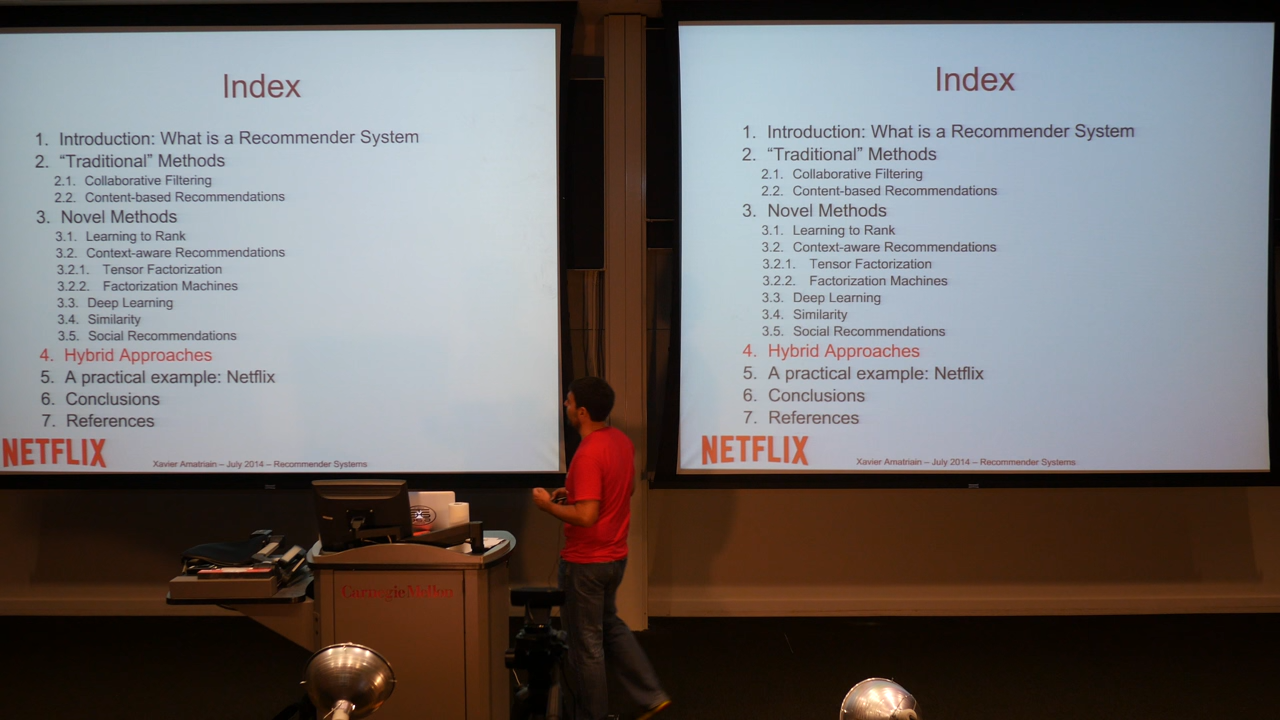 Index
1. Introduction: What is a Recommender System
2. “Traditional” Methods
2.1. Collaborative Filtering
2.2. Content-based Recommendations
3. Novel Methods
3.1. Learning to Rank
3.2. Context-aware Recommendations
3.2.1. Tensor Factorization
3.2.2. Factorization Machines
3.3. Deep Learning
3.4. Similarity
3.5. Social Recommendations
4. Hybrid Approaches
5. A practical example: Netflix
6. Conclusions
7. References
NETFLIX
Xavier Amatriain – July 2014 – Recommender Systems
Index
1. Introduction: What is a Recommender System
2. “Traditional” Methods
2.1. Collaborative Filtering
2.2. Content-based Recommendations
3. Novel Methods
3.1. Learning to Rank
3.2. Context-aware Recommendations
3.2.1. Tensor Factorization
3.2.2. Factorization Machines
3.3. Deep Learning
3.4. Similarity
3.5. Social Recommendations
4. Hybrid Approaches
5. A practical example: Netflix
6. Conclusions
7. References
NETFLIX
Xavier Amatriain – July 2014 – Recommender Systems
Carnegie Mellon